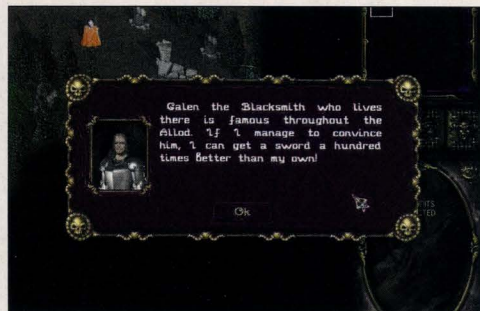 Galen the Blacksmith who lives
there is famous throughout the
Allod. If I manage to convince
him, I can get a sword a hundred
times better than my own!
Ok